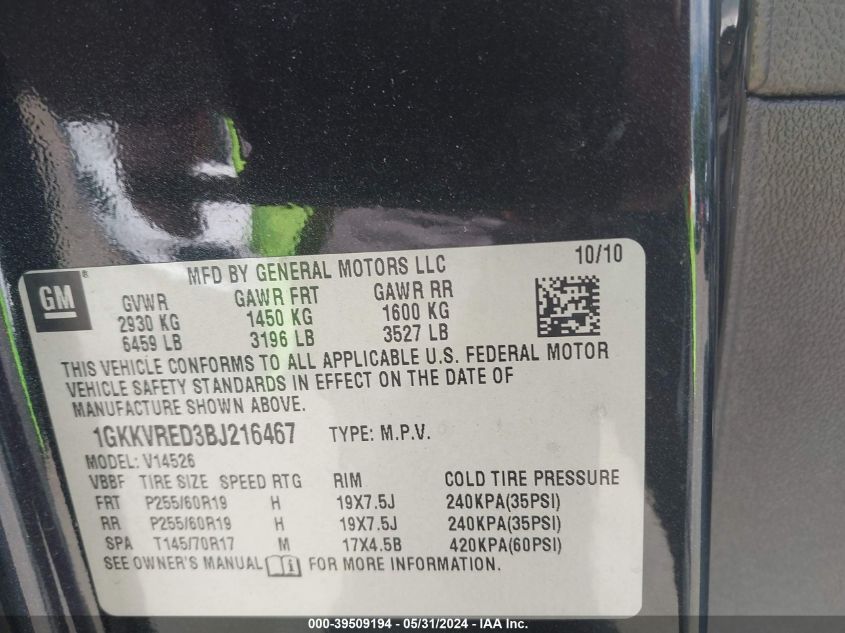 GM ®
MFD BY GENERAL MOTORS LLC 10/10
GVWR GAWR FRT GAWR RR
2930 KG 1450 KG 1600 KG
6459 LB 3196 LB 3527 LB
THIS VEHICLE CONFORMS TO ALL APPLICABLE U.S. FEDERAL MOTOR
VEHICLE SAFETY STANDARDS IN EFFECT ON THE DATE OF
MANUFACTURE SHOWN ABOVE.
1GKKVRED3BJ216467 TYPE: M.P.V.
MODEL: V14526
VBBF TIRE SIZE SPEED RTG RIM COLD TIRE PRESSURE
FRT P255/60R19 H 19X7.5J 240KPA(35PSI)
RR P255/60R19 H 19X7.5J 240KPA(35PSI)
SPA T145/70R17 M 17X4.5B 420KPA(60PSI)
SEE OWNER'S MANUAL i FOR MORE INFORMATION.
000-39509194 - 05/31/2024 - IAA Inc.